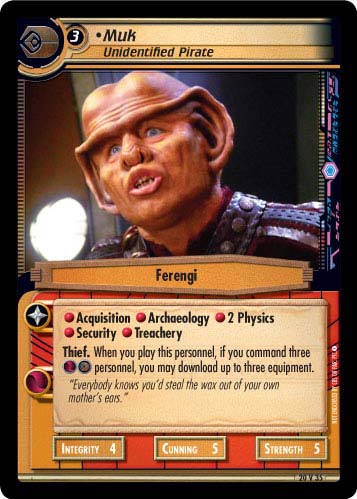 3 •Muk
Unidentified Pirate
Ferengi
Acquisition Archaeology 2 Physics
Security Treachery
Thief. When you play this personnel, if you command three
personnel, you may download up to three equipment.
"Everybody knows you'd steal the wax out of your own
mother's ears."
INTEGRITY 4 CUNNING 5 STRENGTH 5
20 V 35